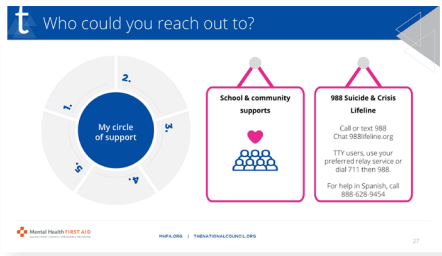 t Who could you reach out to?
1.
2.
3.
4.
5.
My circle
of support
School & community
supports
988 Suicide & Crisis
Lifeline
Call or text 988
Chat 988lifeline.org
TTY users, use your
preferred relay service or
dial 711 then 988.
For help in Spanish, call
888-628-9454
Mental Health FIRST AID
MHFA.ORG | THENATIONALCOUNCIL.ORG
27